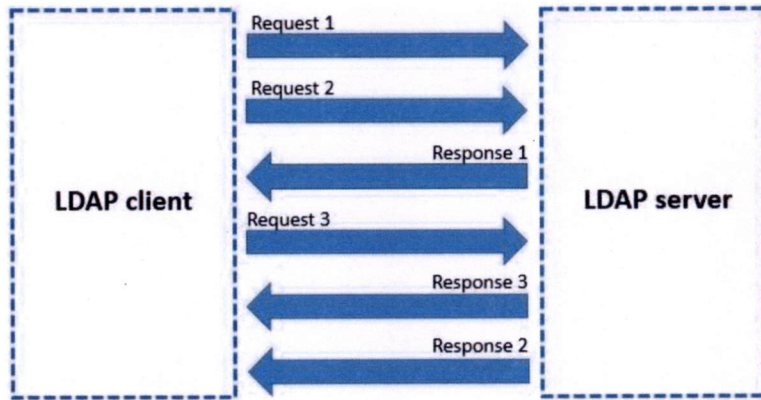 Request 1
Request 2
Response 1
LDAP client
LDAP server
Request 3
Response 3
Response 2